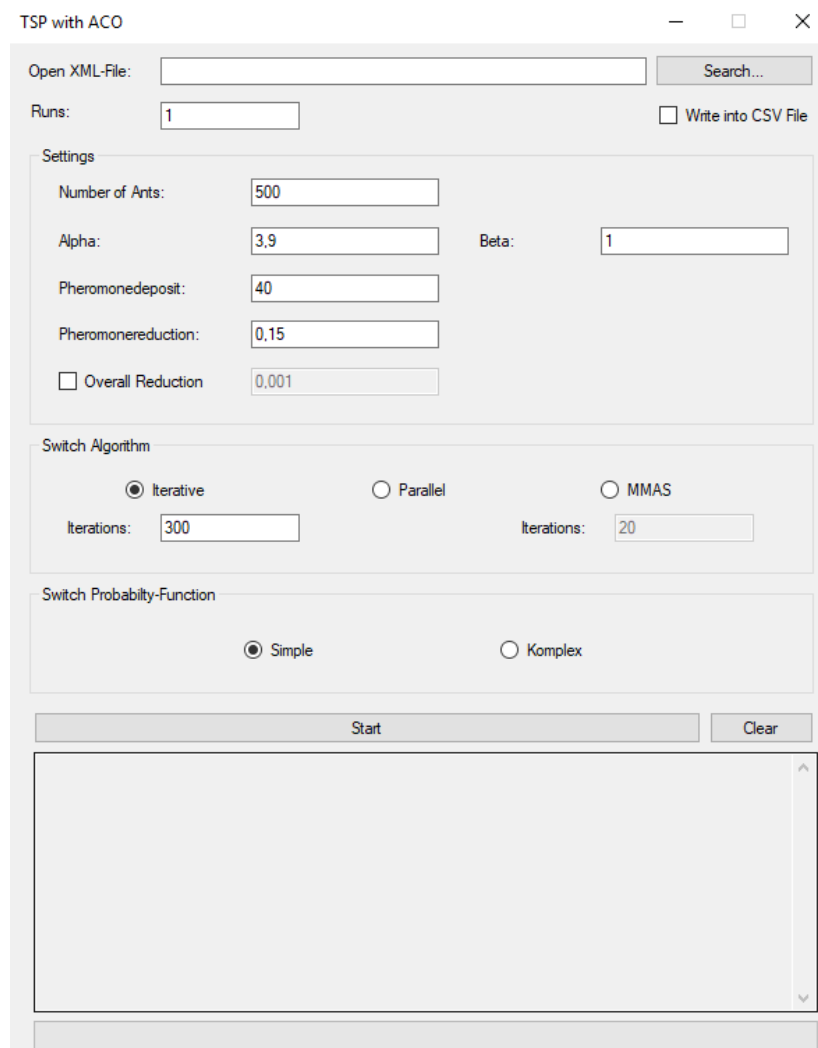 TSP with ACO
Open XML-File: Search...
Runs: 1 Write into CSV File
Settings
Number of Ants: 500
Alpha: 3,9 Beta: 1
Pheromonedeposit: 40
Pheromonereduction: 0,15
Overall Reduction 0,001
Switch Algorithm
Iterative Parallel MMAS
Iterations: 300 Iterations: 20
Switch Probabilty-Function
Simple Komplex
Start Clear